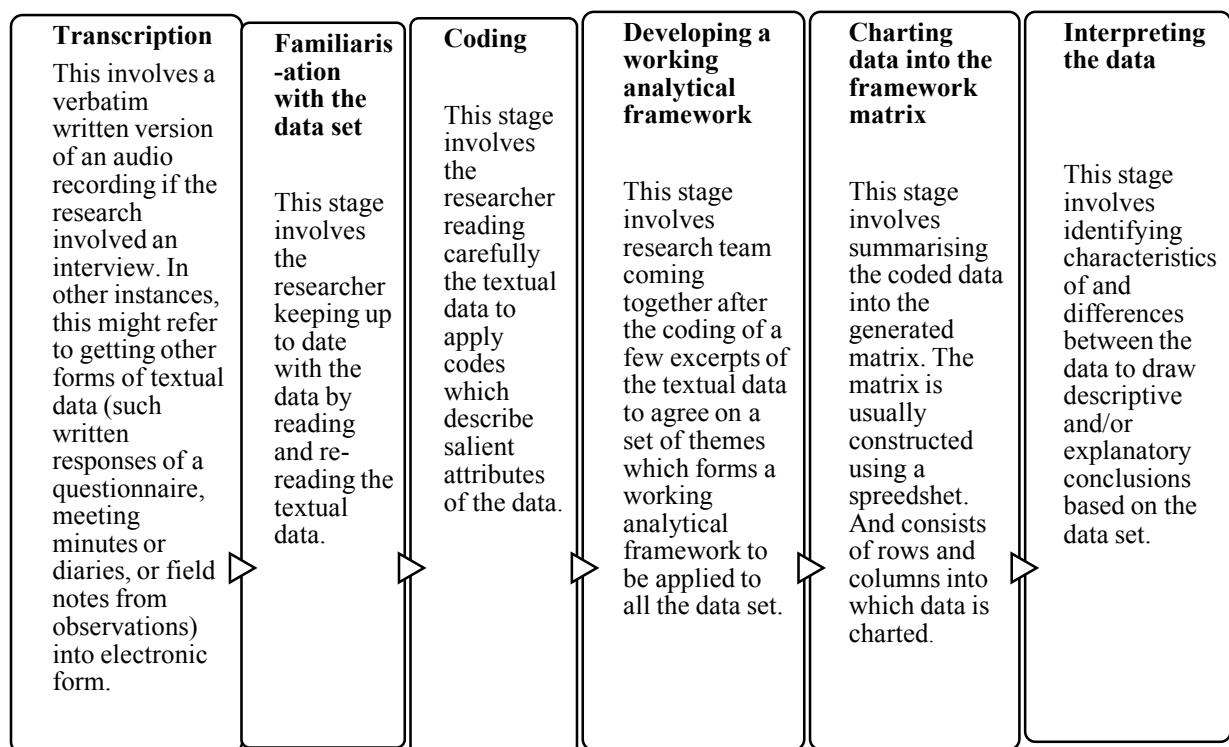 Transcription
This involves a
verbatim
written version
of an audio
recording if the
research
involved an
interview. In
other instances,
this might refer
to getting other
forms of textual
data (such
written
responses of a
questionnaire,
meeting
minutes or
diaries, or field
notes from
observations)
into electronic
form.
Familiaris
-ation
with the
data set
This stage
involves
the
researcher
keeping up
to date
with the
data by
reading
and re-
reading the
textual
data.
Coding
This stage
involves
the
researcher
reading
carefully
the textual
data to
apply
codes
which
describe
salient
attributes
of the data.
Developing a
working
analytical
framework
This stage
involves
research team
coming
together after
the coding of a
few excerpts of
the textual data
to agree on a
set of themes
which forms a
working
analytical
framework to
be applied to
all the data set.
Charting
data into the
framework
matrix
This stage
involves
summarising
the coded data
into the
generated
matrix. The
matrix is
usually
constructed
using a
spreedshet.
And consists
of rows and
columns into
which data is
charted.
Interpreting
the data
This stage
involves
identifying
characteristics
of and
differences
between the
data to draw
descriptive
and/or
explanatory
conclusions
based on the
data set.